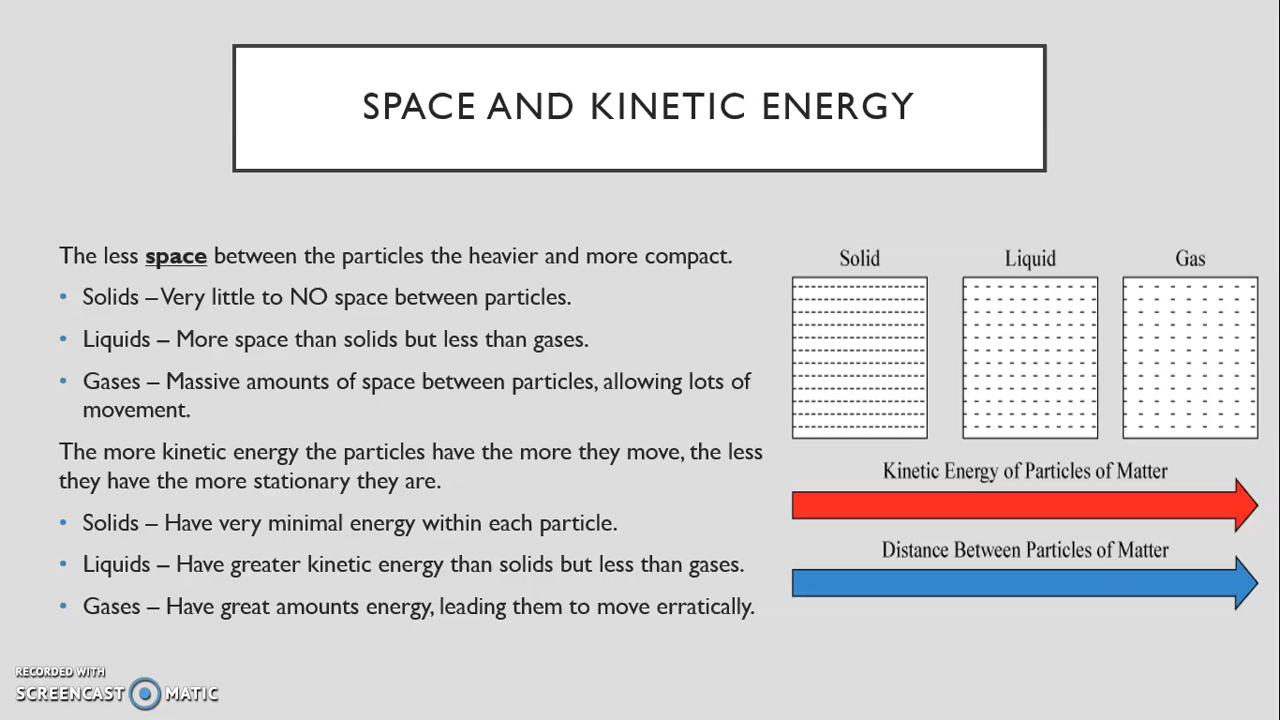 SPACE AND KINETIC ENERGY
The less space between the particles the heavier and more compact.
• Solids – Very little to NO space between particles.
• Liquids – More space than solids but less than gases.
• Gases – Massive amounts of space between particles, allowing lots of
movement.
The more kinetic energy the particles have the more they move, the less
they have the more stationary they are.
• Solids – Have very minimal energy within each particle.
• Liquids – Have greater kinetic energy than solids but less than gases.
• Gases – Have great amounts energy, leading them to move erratically.
Solid
Liquid
Gas
Kinetic Energy of Particles of Matter
Distance Between Particles of Matter
RECORDED WITH
SCREENCAST MATIC